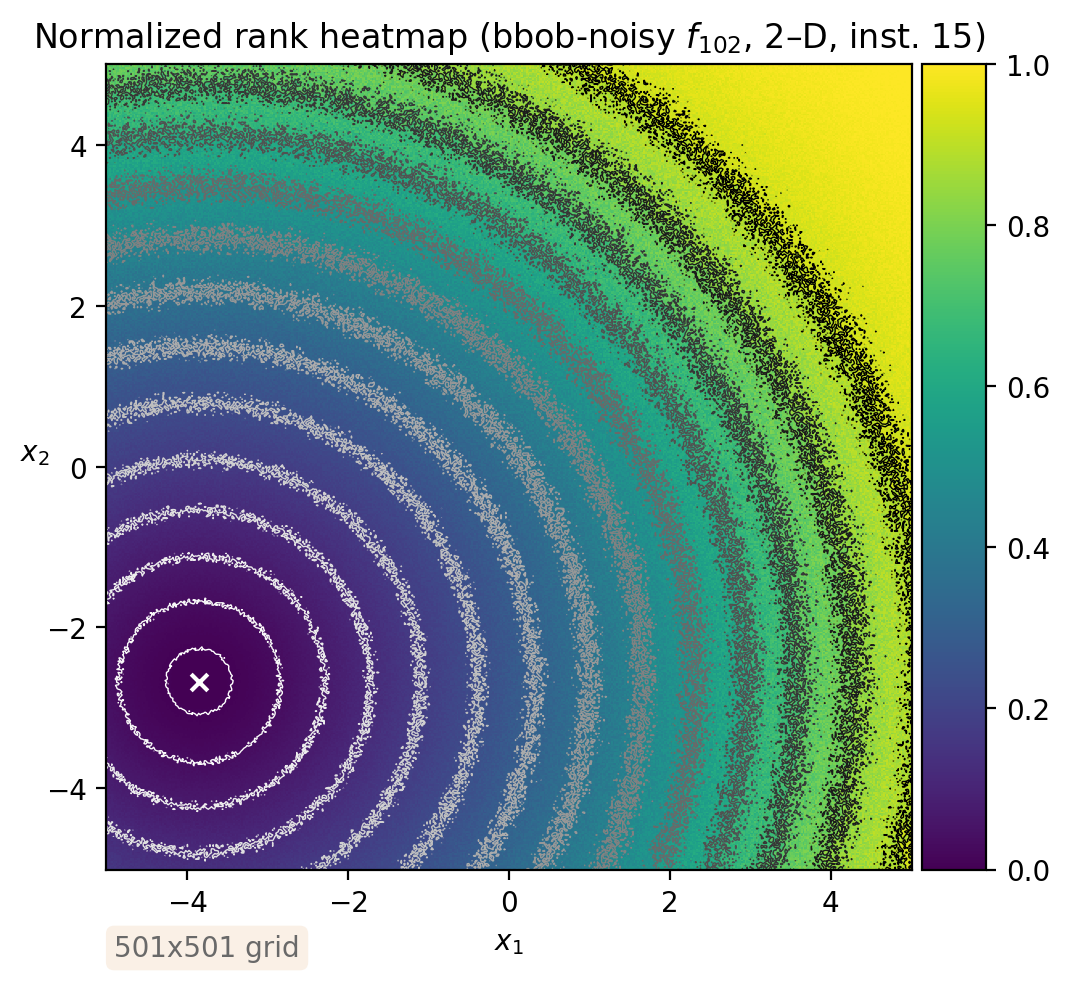 Normalized rank heatmap (bbob-noisy f₁₀₂, 2–D, inst. 15)
1.0
0.8
0.6
0.4
0.2
0.0
4
2
0
−2
−4
x₂
−4 −2 0 2 4
x₁
501x501 grid